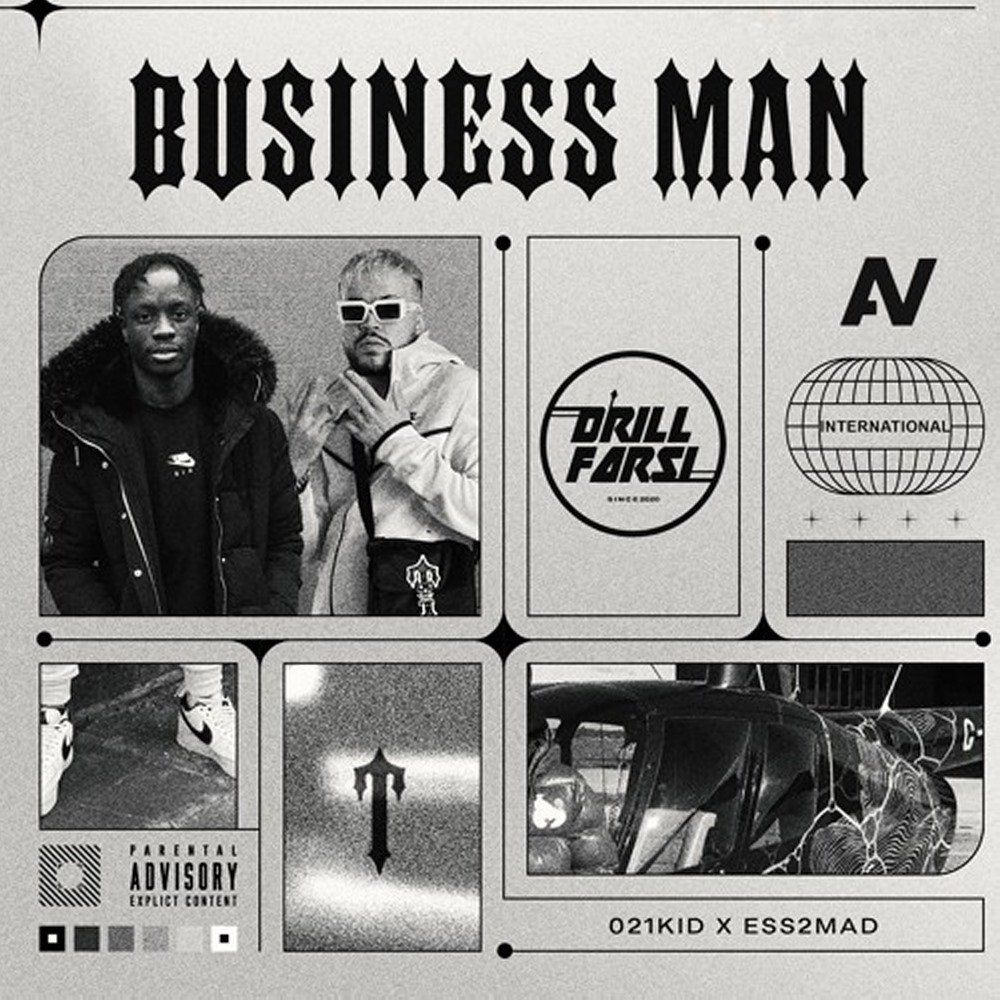 BUSINESS MAN
AV
DRILL
FARSI
SINCE 2020
INTERNATIONAL
PARENTAL
ADVISORY
EXPLICIT CONTENT
T
021KID X ESS2MAD